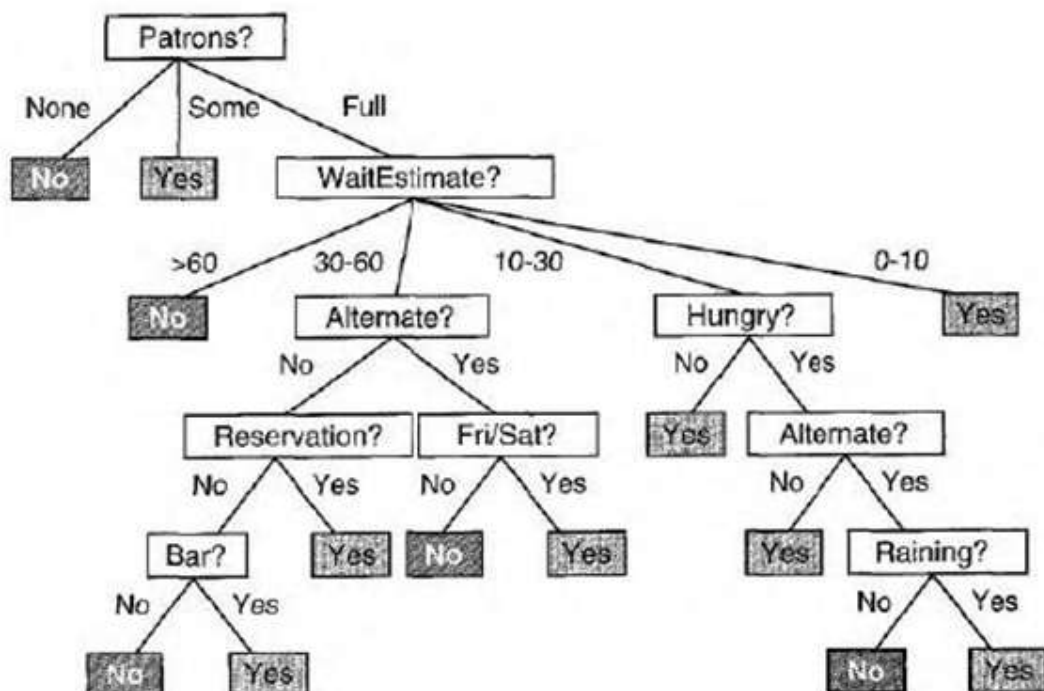 Patrons?
None Some Full
No Yes WaitEstimate?
>60 30-60 10-30 0-10
No Alternate? Hungry? Yes
No Yes No Yes
Reservation? Fri/Sat? Yes Alternate?
No Yes No Yes No Yes
Bar? Yes No Yes Yes Raining?
No Yes No Yes
No Yes No Yes